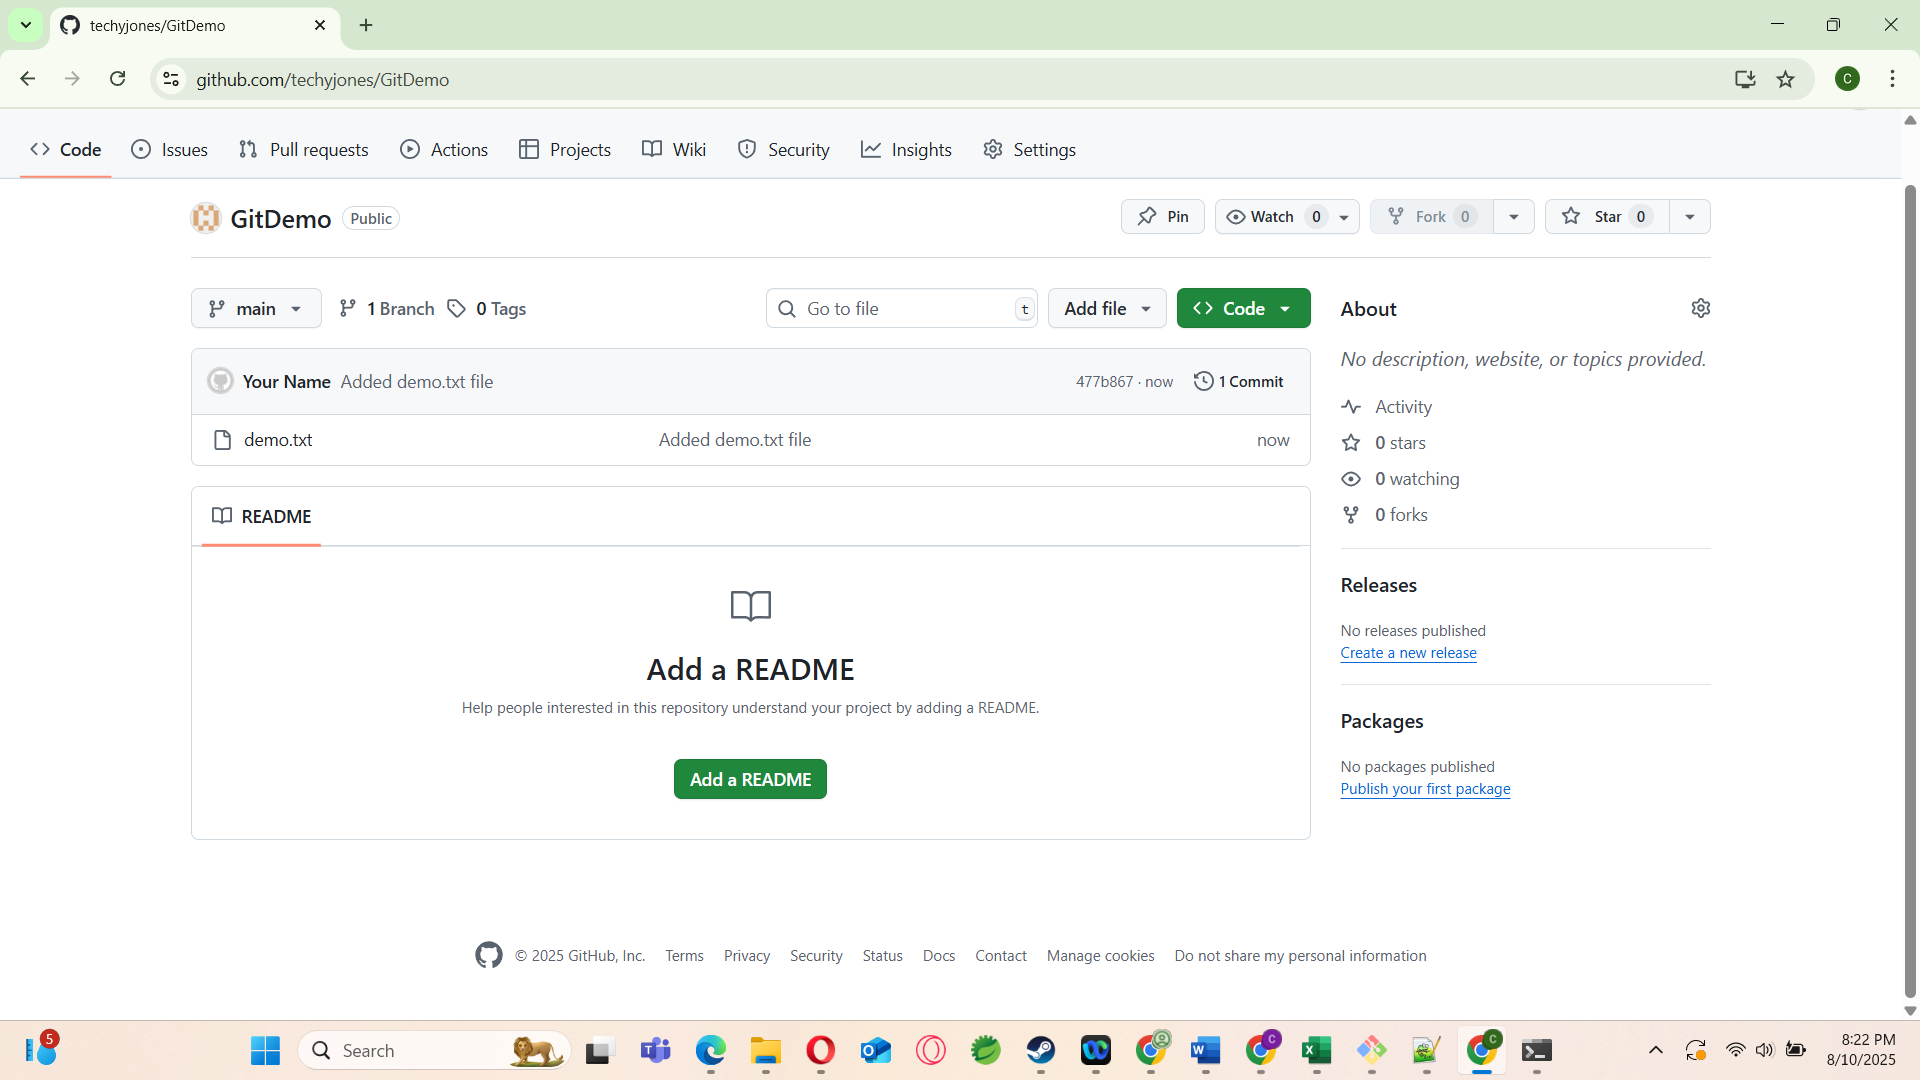 techyjones/GitDemo
github.com/techyjones/GitDemo
C
Code Issues Pull requests Actions Projects Wiki Security Insights Settings
GitDemo Public Pin Watch 0 Fork 0 Star 0
main 1 Branch 0 Tags Go to file t Add file Code
Your Name Added demo.txt file 477b867 · now 1 Commit
demo.txt Added demo.txt file now
README
Add a README
Help people interested in this repository understand your project by adding a README.
Add a README
About
No description, website, or topics provided.
Activity
0 stars
0 watching
0 forks
Releases
No releases published
Create a new release
Packages
No packages published
Publish your first package
© 2025 GitHub, Inc. Terms Privacy Security Status Docs Contact Manage cookies Do not share my personal information
5
Search
C
C
8:22 PM
8/10/2025